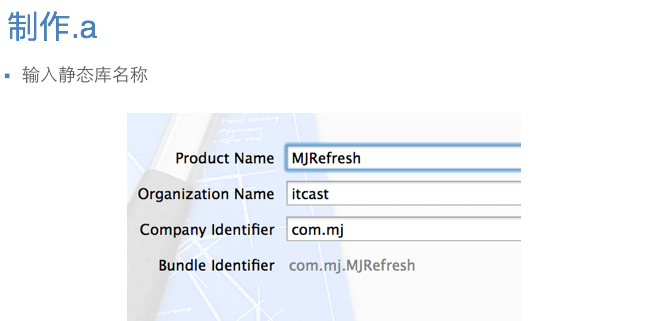 制作.a
输入静态库名称
Product Name MJRefresh
Organization Name itcast
Company Identifier com.mj
Bundle Identifier com.mj.MJRefresh